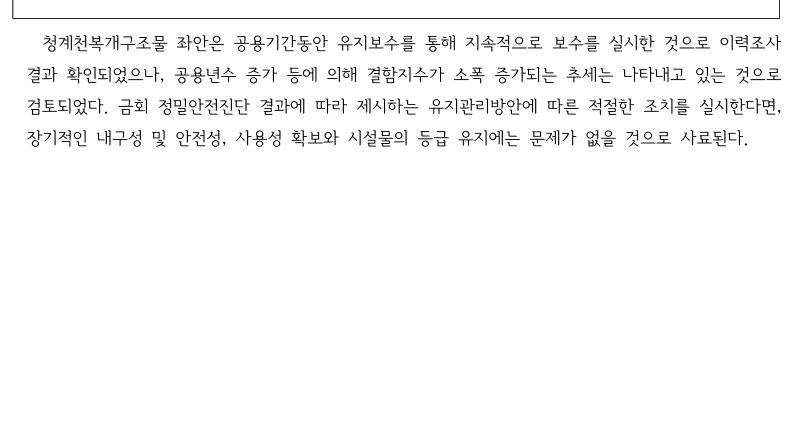 청계천복개구조물 좌안은 공용기간동안 유지보수를 통해 지속적으로 보수를 실시한 것으로 이력조사
결과 확인되었으나, 공용년수 증가 등에 의해 결함지수가 소폭 증가되는 추세는 나타내고 있는 것으로
검토되었다. 금회 정밀안전진단 결과에 따라 제시하는 유지관리방안에 따른 적절한 조치를 실시한다면,
장기적인 내구성 및 안전성, 사용성 확보와 시설물의 등급 유지에는 문제가 없을 것으로 사료된다.